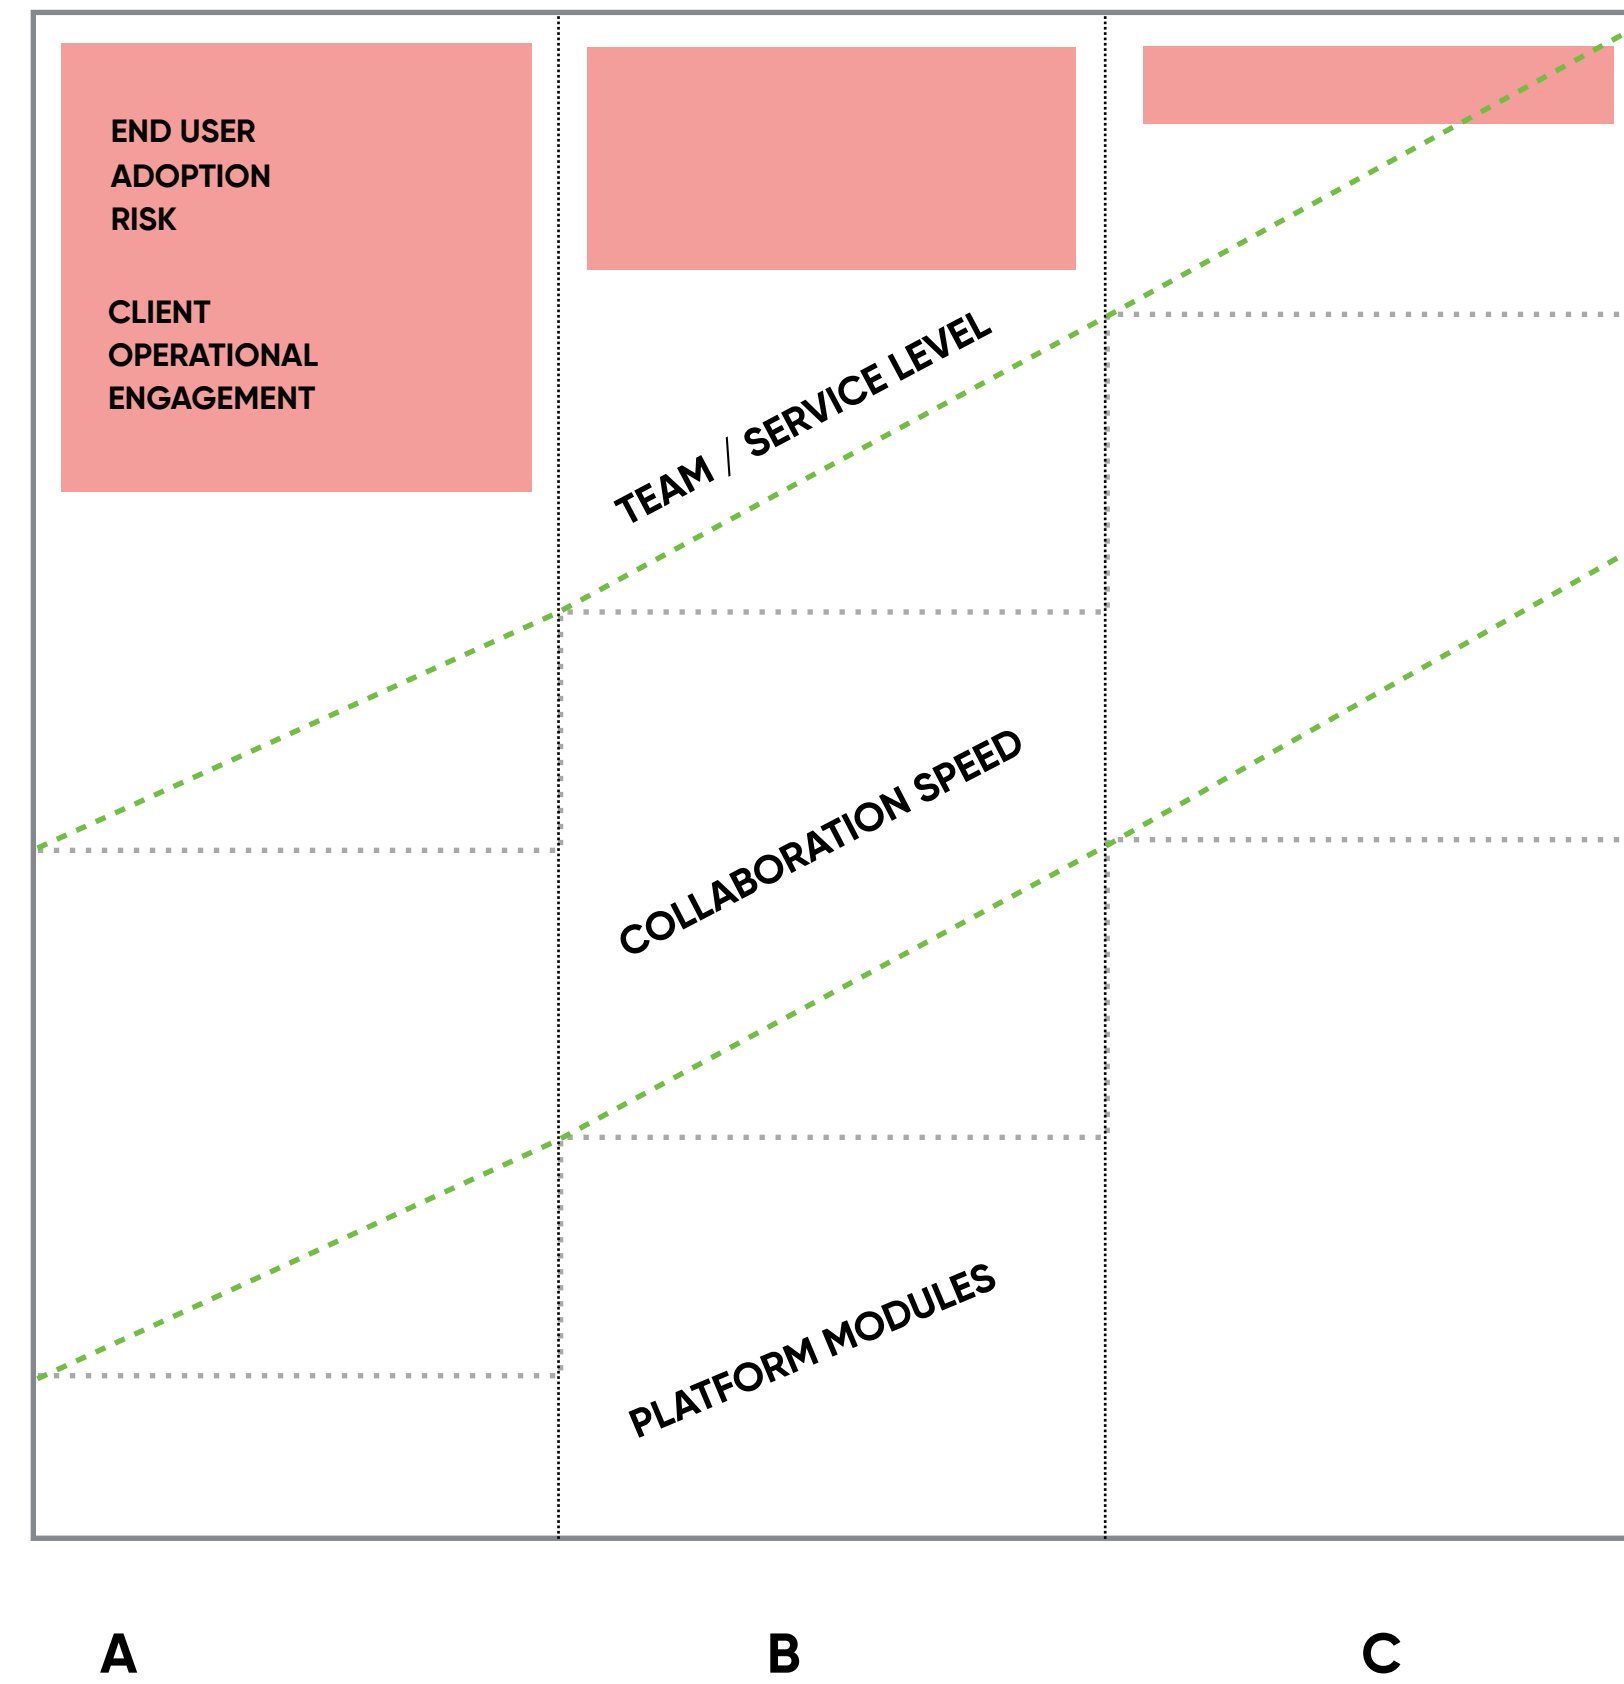 END USER
ADOPTION
RISK
CLIENT
OPERATIONAL
ENGAGEMENT
TEAM / SERVICE LEVEL
COLLABORATION SPEED
PLATFORM MODULES
A
B
C